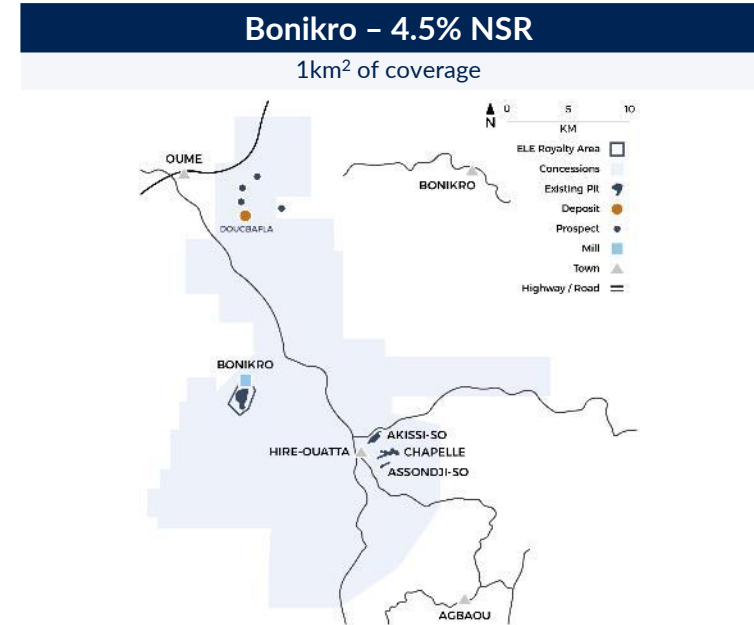 Bonikro – 4.5% NSR
1km² of coverage
N
0 5 10
KM
ELE Royalty Area
Concessions
Existing Pit
Deposit
Prospect
Mill
Town
Highway / Road
OUME
BONIKRO
DOUCBAFLA
BONIKRO
AKISSI-SO
HIRE-OUATTA
CHAPELLE
ASSONDJI-SO
AGBAOU